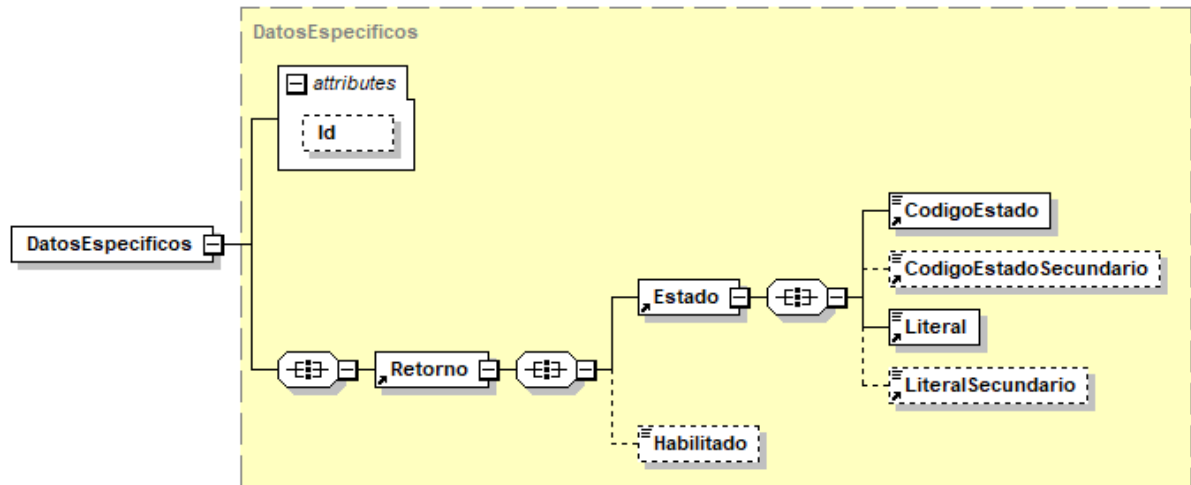 DatosEspecificos
attributes
Id
DatosEspecificos
Retorno
Estado
CodigoEstado
CodigoEstadoSecundario
Literal
LiteralSecundario
Habilitado